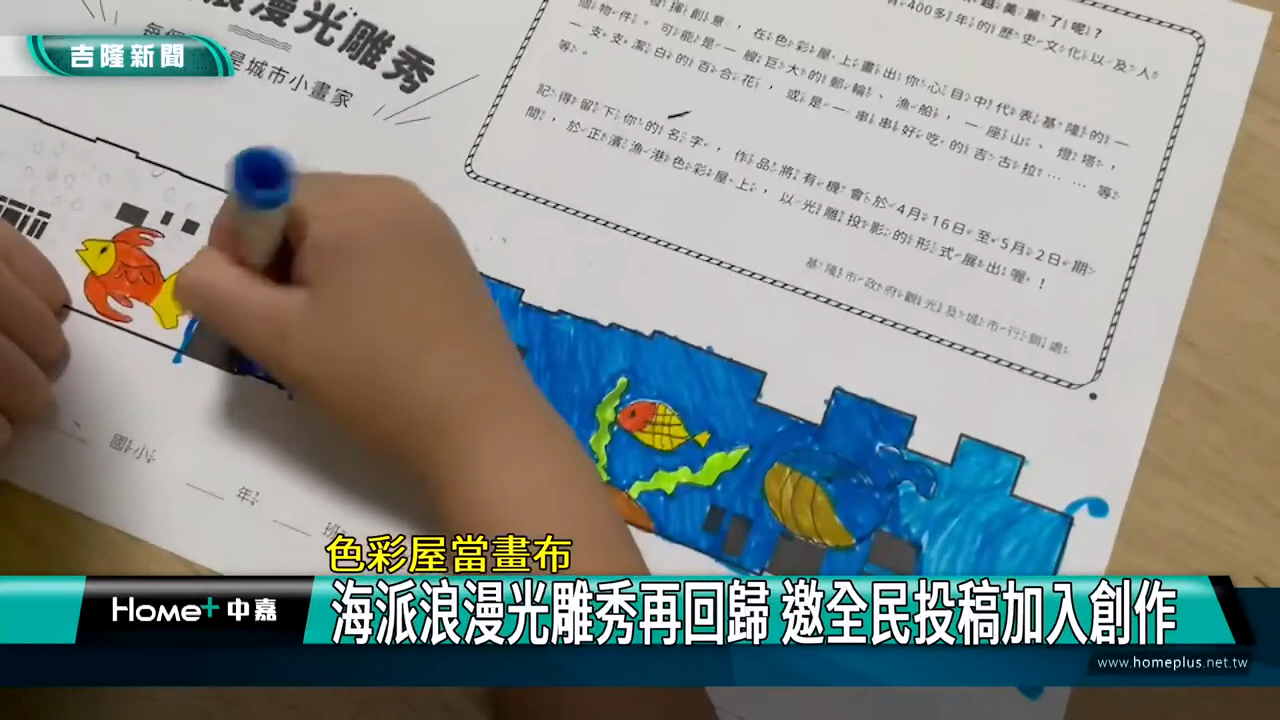 越美麗了呢?
有400多年的歷史文化以及人
發揮創意,在色彩屋上畫出你心目中代表基隆的一
個物件。可能是一艘巨大的郵輪、漁船,一座山、燈塔,
一支支潔白的百合花,或是一串串好吃的吉古拉……等
等。
記得留下你的名字,作品將有機會於4月16日至5月2日期
間,於正濱漁港色彩屋上,以光雕投影的形式展出喔!
基隆市政府觀光及城市行銷處
浪漫光雕秀
是城市小畫家
吉隆新聞
國小
年
班
色彩屋當畫布
Home+中嘉
海派浪漫光雕秀再回歸 邀全民投稿加入創作
www.homeplus.net.tw